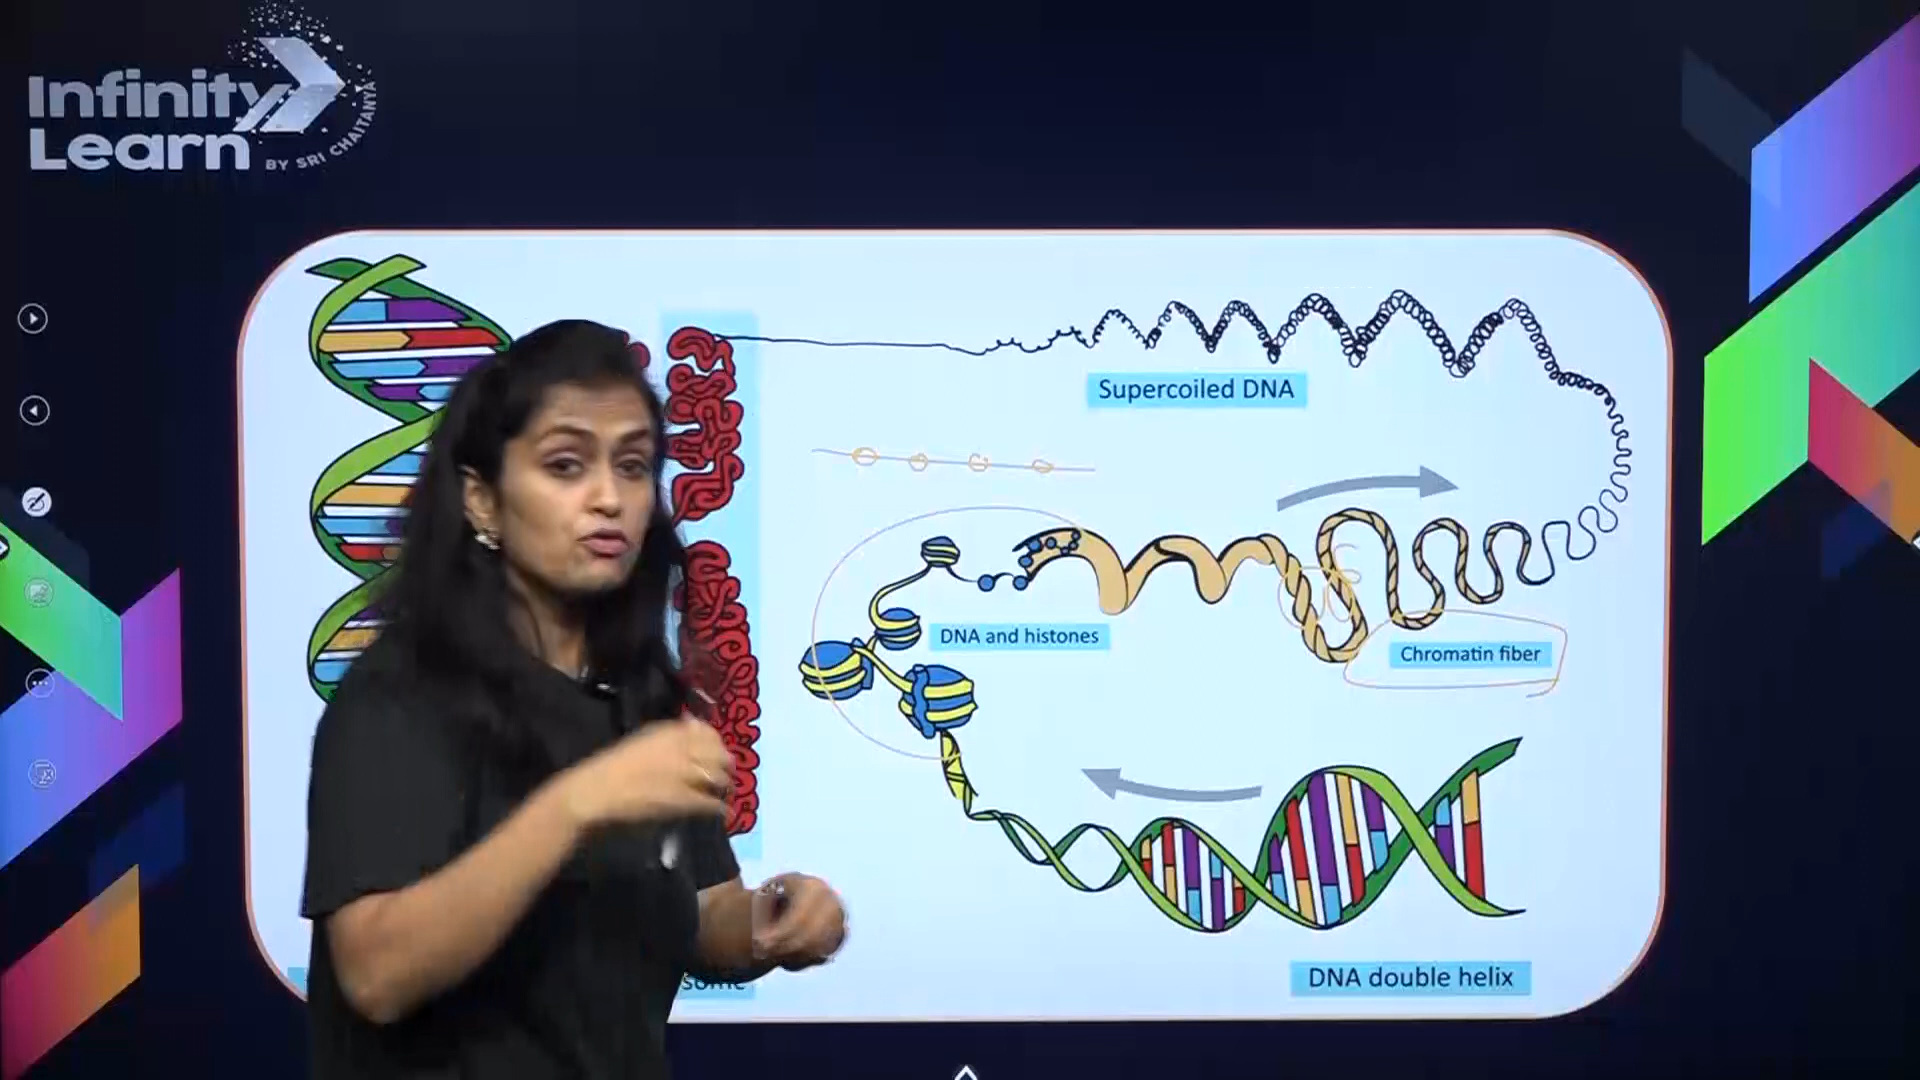 Infinity
Learn
BY SRI CHAITANYA
Supercoiled DNA
DNA and histones
Chromatin fiber
DNA double helix